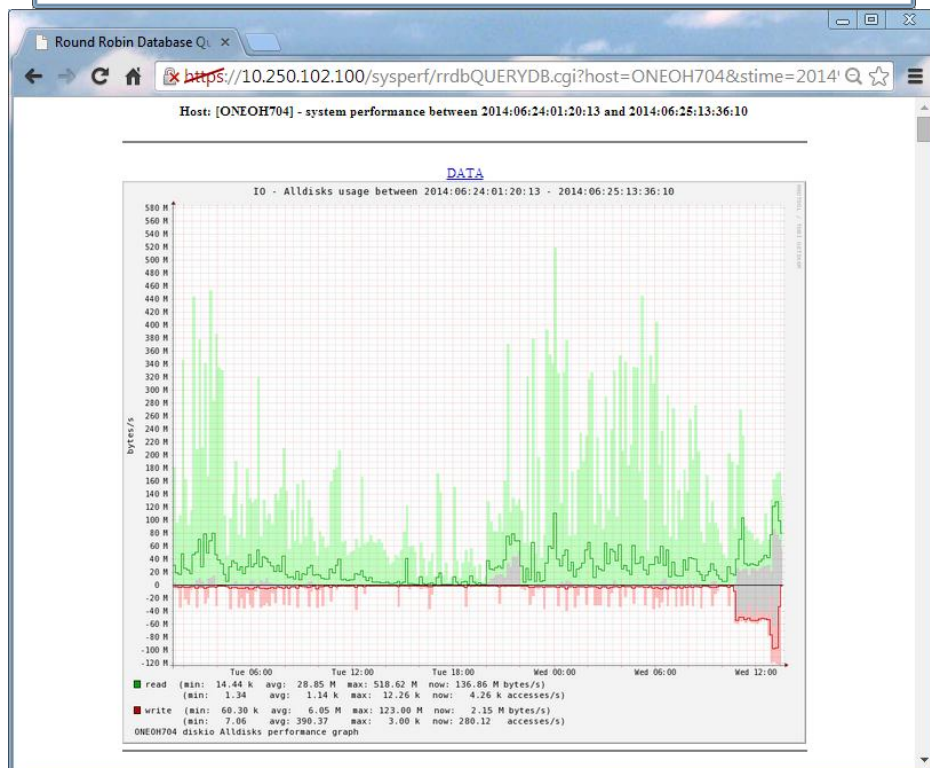 Round Robin Database Qu
https://10.250.102.100/sysperf/rrdbQUERYDB.cgi?host=ONEOH704&stime=2014
Host: [ONEOH704] - system performance between 2014:06:24:01:20:13 and 2014:06:25:13:36:10
DATA
IO - Alldisks usage between 2014:06:24:01:20:13 - 2014:06:25:13:36:10
RRDTOOL / TOBI OETIKER
bytes/s
580 M
560 M
540 M
520 M
500 M
480 M
460 M
440 M
420 M
400 M
380 M
360 M
340 M
320 M
300 M
280 M
260 M
240 M
220 M
200 M
180 M
160 M
140 M
120 M
100 M
80 M
60 M
40 M
20 M
0
-20 M
-40 M
-60 M
-80 M
-100 M
-120 M
Tue 06:00 Tue 12:00 Tue 18:00 Wed 00:00 Wed 06:00 Wed 12:00
read (min: 14.44 k avg: 28.85 M max: 518.62 M now: 136.86 M bytes/s)
(min: 1.34 avg: 1.14 k max: 12.26 k now: 4.26 k accesses/s)
write (min: 60.30 k avg: 6.05 M max: 123.00 M now: 2.15 M bytes/s)
(min: 7.06 avg: 390.37 max: 3.00 k now: 280.12 accesses/s)
ONEOH704 diskio Alldisks performance graph